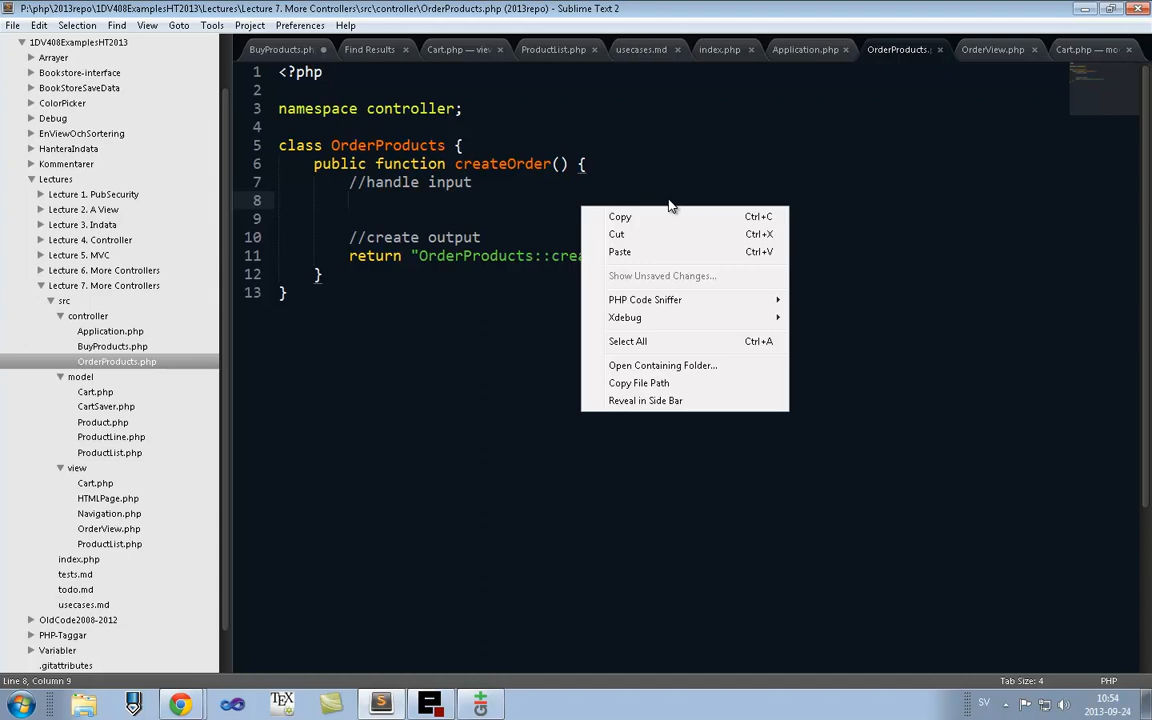 P:\php\2013repo\1DV408ExamplesHT2013\Lectures\Lecture 7. More Controllers\src\controller\OrderProducts.php (2013repo) - Sublime Text 2
File Edit Selection Find View Goto Tools Project Preferences Help
1DV408ExamplesHT2013
Arrayer
Bookstore-interface
BookStoreSaveData
ColorPicker
Debug
EnViewOchSortering
HanteraIndata
Kommentarer
Lectures
Lecture 1. PubSecurity
Lecture 2. A View
Lecture 3. Indata
Lecture 4. Controller
Lecture 5. MVC
Lecture 6. More Controllers
Lecture 7. More Controllers
src
controller
Application.php
BuyProducts.php
OrderProducts.php
model
Cart.php
CartSaver.php
Product.php
ProductLine.php
ProductList.php
view
Cart.php
HTMLPage.php
Navigation.php
OrderView.php
ProductList.php
index.php
tests.md
todo.md
usecases.md
OldCode2008-2012
PHP-Taggar
Variabler
.gitattributes
BuyProducts.ph Find Results Cart.php — view ProductList.php usecases.md index.php Application.php OrderProducts. OrderView.php Cart.php — mo
1 <?php
2
3 namespace controller;
4
5 class OrderProducts {
6 public function createOrder() {
7 //handle input
8
9
10 //create output
11 return "OrderProducts::crea
12 }
13 }
Copy Ctrl+C
Cut Ctrl+X
Paste Ctrl+V
Show Unsaved Changes...
PHP Code Sniffer
Xdebug
Select All Ctrl+A
Open Containing Folder...
Copy File Path
Reveal in Side Bar
Line 8, Column 9 Tab Size: 4 PHP
SV 10:54
2013-09-24